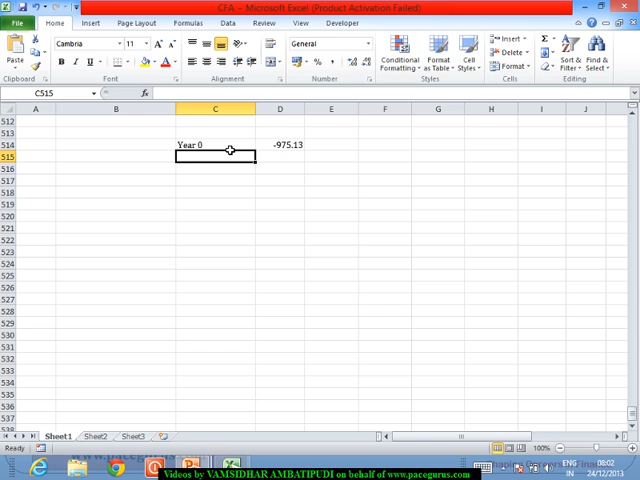 CFA - Microsoft Excel (Product Activation Failed)
File Home Insert Page Layout Formulas Data Review View Developer
Paste
Cambria 11
General
Conditional Formatting
Format as Table
Cell Styles
Insert
Delete
Format
Sort & Filter
Find & Select
Clipboard Font Alignment Number Styles Cells Editing
C515 fx
A B C D E F G H I J
512
513
514 Year 0 -975.13
515
516
517
518
519
520
521
522
523
524
525
526
527
528
529
530
531
532
533
534
535
536
537
538
Sheet1 Sheet2 Sheet3
Ready 100%
www.pacegurus.com
ENG
IN
08:02
24/12/2013
Videos by VAMSIDHAR AMBATIPUDI on behalf of www.pacegurus.com